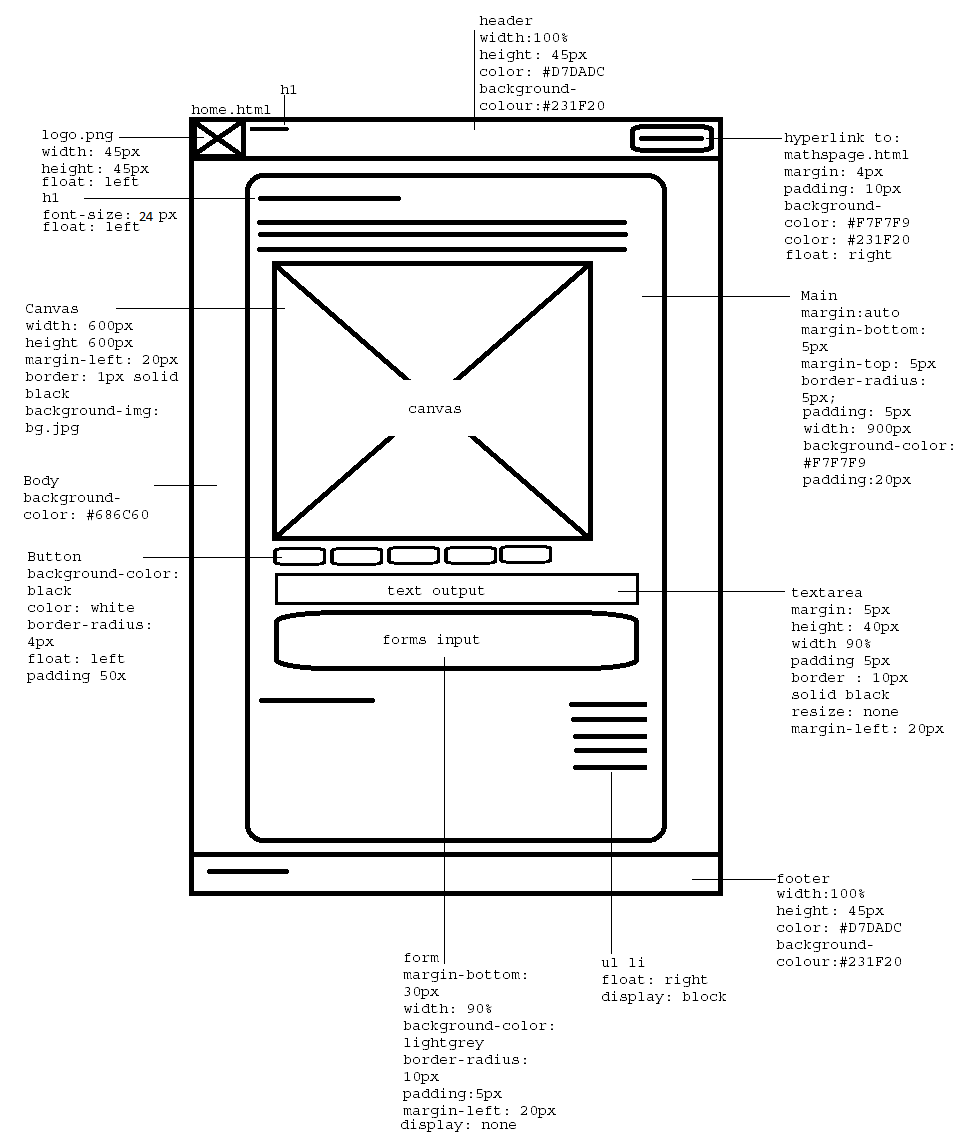 header
width:100%
height: 45px
color: #D7DADC
background-
colour:#231F20
h1
home.html
logo.png
width: 45px
height: 45px
float: left
h1
font-size: 24 px
float: left
hyperlink to:
mathspage.html
margin: 4px
padding: 10px
background-
color: #F7F7F9
color: #231F20
float: right
Canvas
width: 600px
height 600px
margin-left: 20px
border: 1px solid
black
background-img:
bg.jpg
Main
margin:auto
margin-bottom:
5px
margin-top: 5px
border-radius:
5px;
padding: 5px
width: 900px
background-color:
#F7F7F9
padding:20px
canvas
Body
background-
color: #686C60
Button
background-color:
black
color: white
border-radius:
4px
float: left
padding 50x
text output
forms input
textarea
margin: 5px
height: 40px
width 90%
padding 5px
border : 10px
solid black
resize: none
margin-left: 20px
footer
width:100%
height: 45px
color: #D7DADC
background-
colour:#231F20
form
margin-bottom:
30px
width: 90%
background-color:
lightgrey
border-radius:
10px
padding:5px
margin-left: 20px
display: none
ul li
float: right
display: block